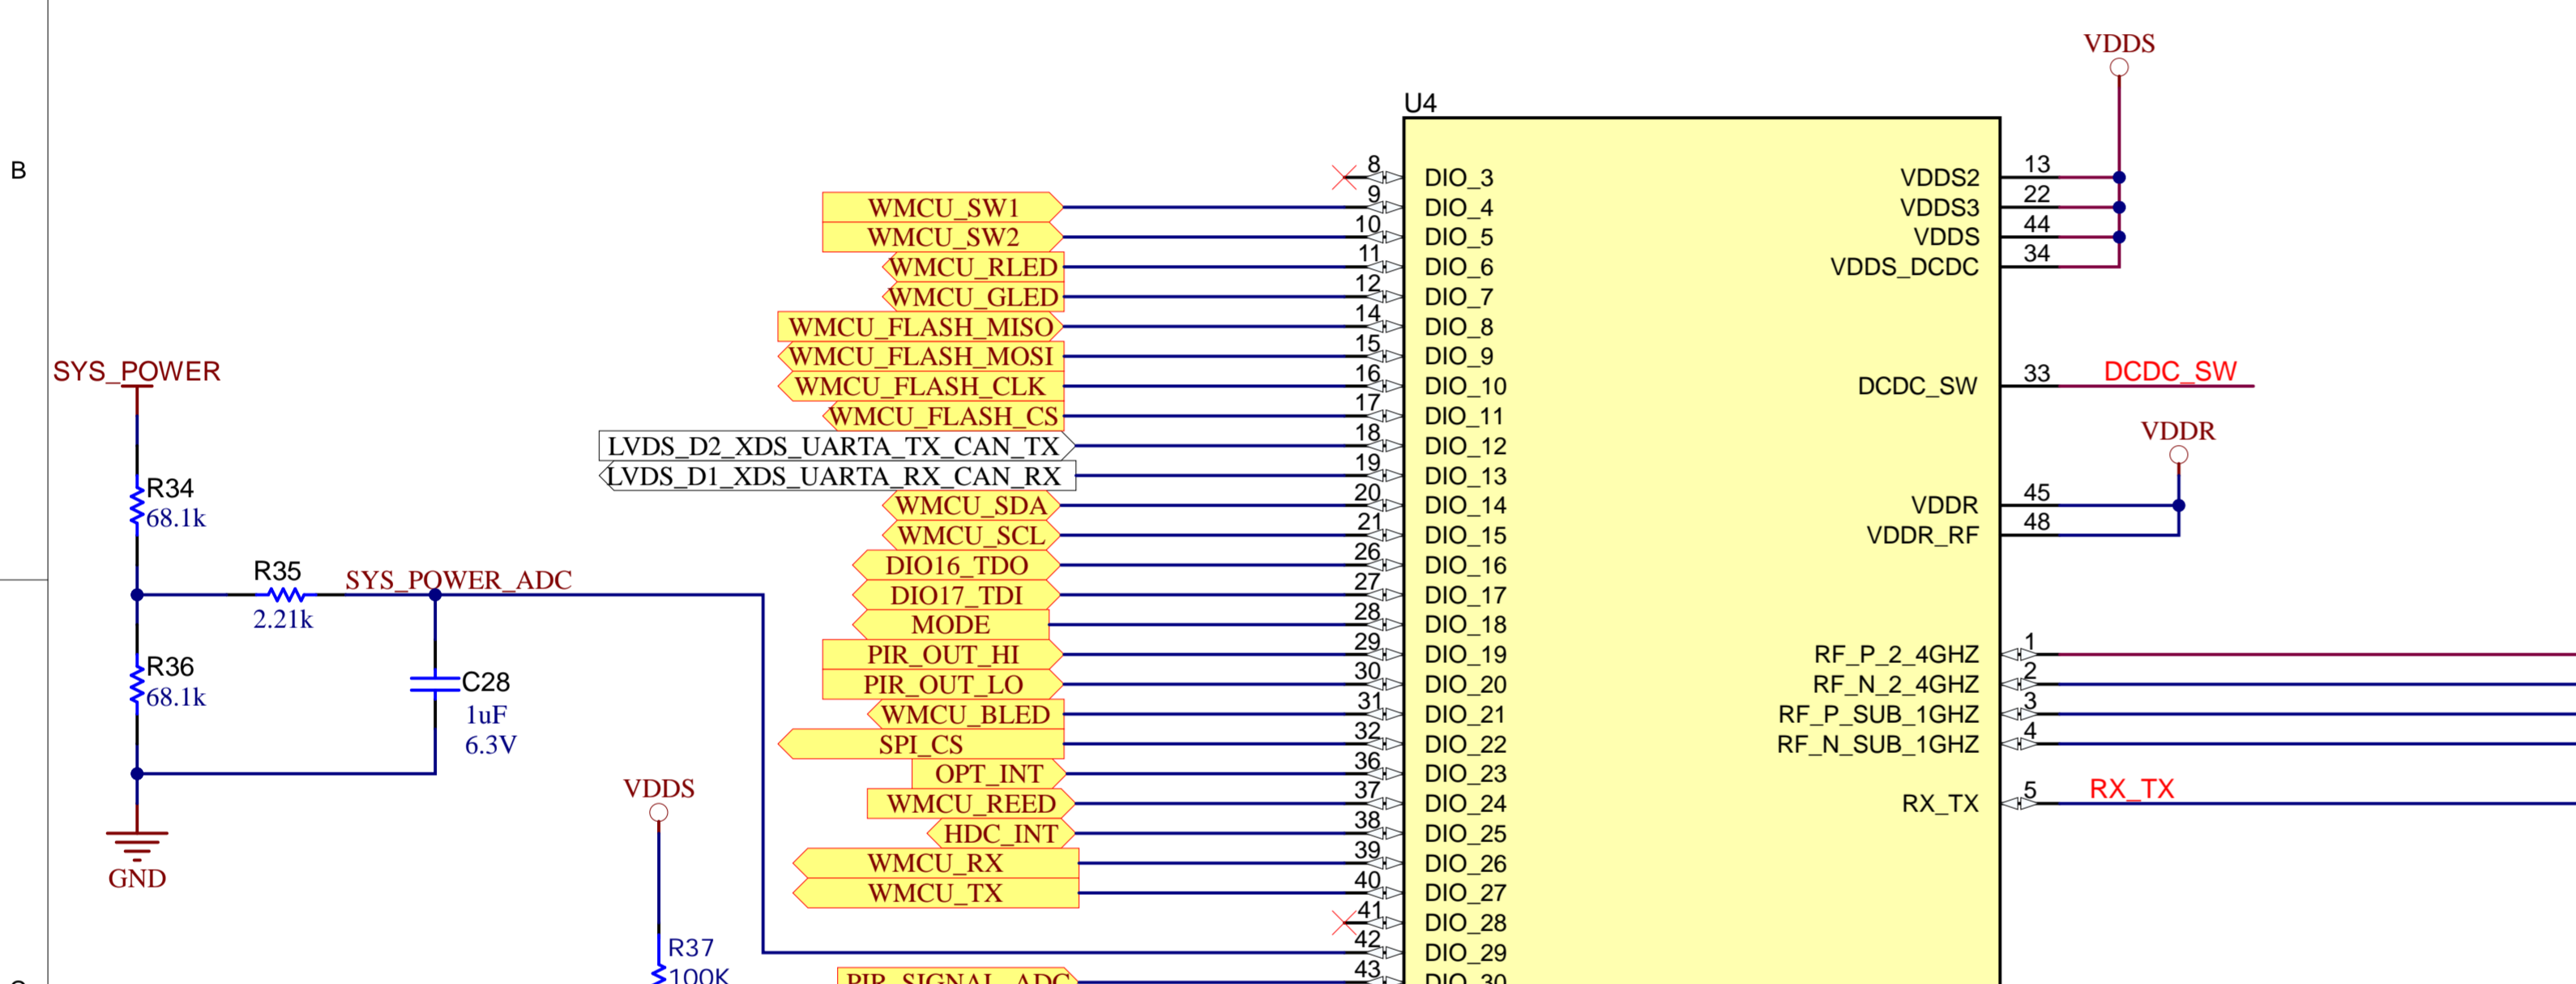 VDDS
U4
B
8 DIO_3 VDDS2 13
WMCU_SW1 9 DIO_4 VDDS3 22
WMCU_SW2 10 DIO_5 VDDS 44
WMCU_RLED 11 DIO_6 VDDS_DCDC 34
WMCU_GLED 12 DIO_7
WMCU_FLASH_MISO 14 DIO_8
WMCU_FLASH_MOSI 15 DIO_9
SYS_POWER WMCU_FLASH_CLK 16 DIO_10 DCDC_SW 33 DCDC_SW
WMCU_FLASH_CS 17 DIO_11
VDDR
LVDS_D2_XDS_UARTA_TX_CAN_TX 18 DIO_12
LVDS_D1_XDS_UARTA_RX_CAN_RX 19 DIO_13
R34 WMCU_SDA 20 DIO_14 VDDR 45
68.1k WMCU_SCL 21 DIO_15 VDDR_RF 48
DIO16_TDO 26 DIO_16
R35 SYS_POWER_ADC DIO17_TDI 27 DIO_17
2.21k MODE 28 DIO_18
R36 PIR_OUT_HI 29 DIO_19 RF_P_2_4GHZ 1
68.1k C28 PIR_OUT_LO 30 DIO_20 RF_N_2_4GHZ 2
1uF WMCU_BLED 31 DIO_21 RF_P_SUB_1GHZ 3
6.3V SPI_CS 32 DIO_22 RF_N_SUB_1GHZ 4
OPT_INT 36 DIO_23
VDDS WMCU_REED 37 DIO_24 RX_TX 5 RX_TX
HDC_INT 38 DIO_25
GND WMCU_RX 39 DIO_26
WMCU_TX 40 DIO_27
41 DIO_28
R37 42 DIO_29
100K PIR_SIGNAL_ADC 43 DIO_30